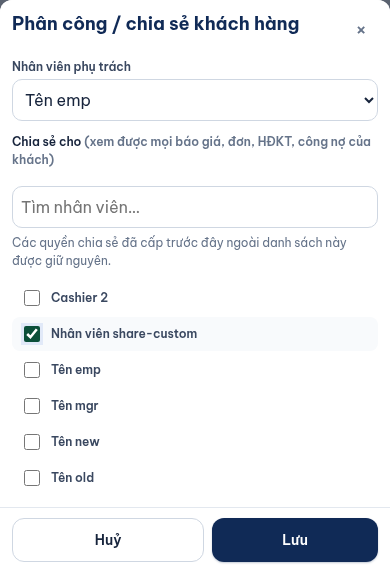 Phân công / chia sẻ khách hàng
×
Nhân viên phụ trách
Tên emp
Chia sẻ cho (xem được mọi báo giá, đơn, HĐKT, công nợ của
khách)
Tìm nhân viên...
Các quyền chia sẻ đã cấp trước đây ngoài danh sách này
được giữ nguyên.
Cashier 2
Nhân viên share-custom
Tên emp
Tên mgr
Tên new
Tên old
Huỷ
Lưu